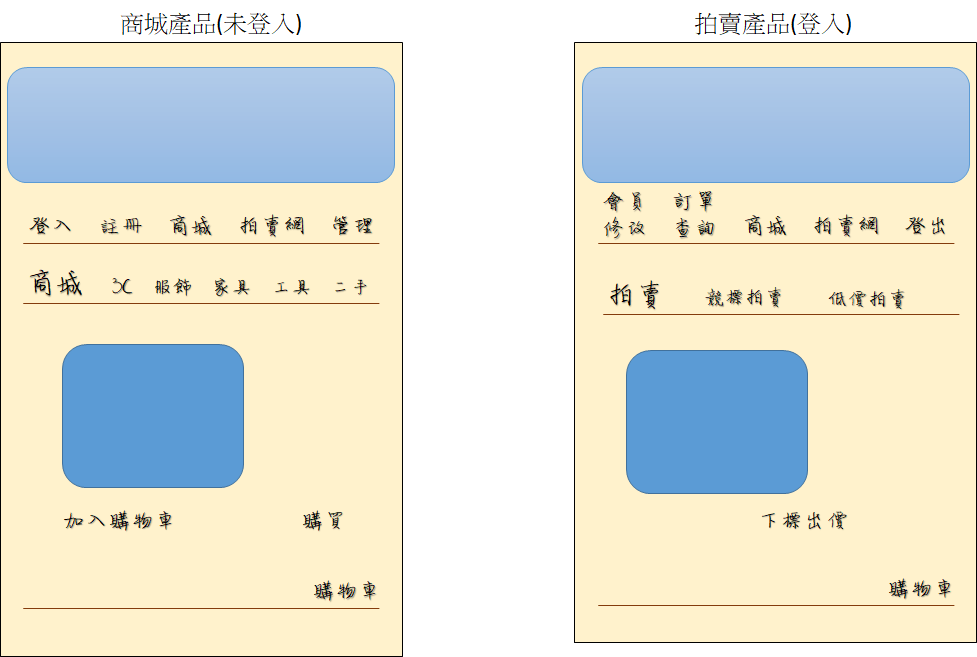 商城產品(未登入)
登入 註冊 商城 拍賣網 管理
商城 3C 服飾 家具 工具 二手
加入購物車 購買
購物車
拍賣產品(登入)
會員修改 訂單查詢 商城 拍賣網 登出
拍賣 競標拍賣 低價拍賣
下標出價
購物車